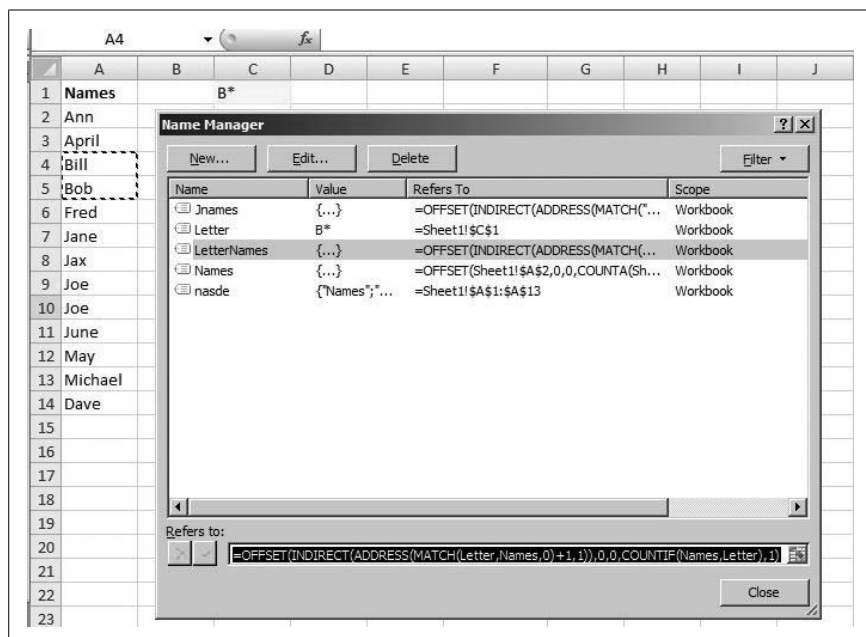 A4 fx
A B C D E F G H I J
1 Names B*
2 Ann
3 April
4 Bill
5 Bob
6 Fred
7 Jane
8 Jax
9 Joe
10 Joe
11 June
12 May
13 Michael
14 Dave
15
16
17
18
19
20
21
22
23
Name Manager ? X
New... Edit... Delete Filter
Name Value Refers To Scope
Jnames {...} =OFFSET(INDIRECT(ADDRESS(MATCH("... Workbook
Letter B* =Sheet1!$C$1 Workbook
LetterNames {...} =OFFSET(INDIRECT(ADDRESS(MATCH(... Workbook
Names {...} =OFFSET(Sheet1!$A$2,0,0,COUNTA(Sh... Workbook
nasde {"Names";"... =Sheet1!$A$1:$A$13 Workbook
Refers to:
=OFFSET(INDIRECT(ADDRESS(MATCH(Letter,Names,0)+1,1)),0,0,COUNTIF(Names,Letter),1)
Close